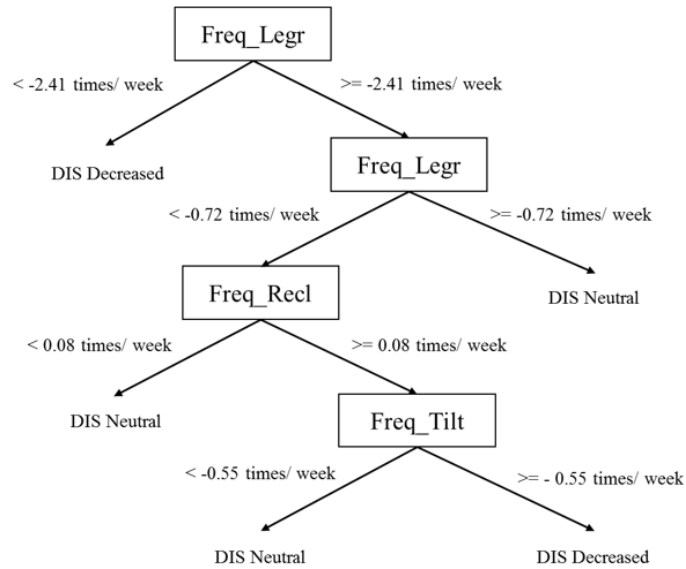 Freq_Legr
< -2.41 times/ week
>= -2.41 times/ week
DIS Decreased
Freq_Legr
< -0.72 times/ week
>= -0.72 times/ week
Freq_Recl
DIS Neutral
< 0.08 times/ week
>= 0.08 times/ week
DIS Neutral
Freq_Tilt
< -0.55 times/ week
>= - 0.55 times/ week
DIS Neutral
DIS Decreased